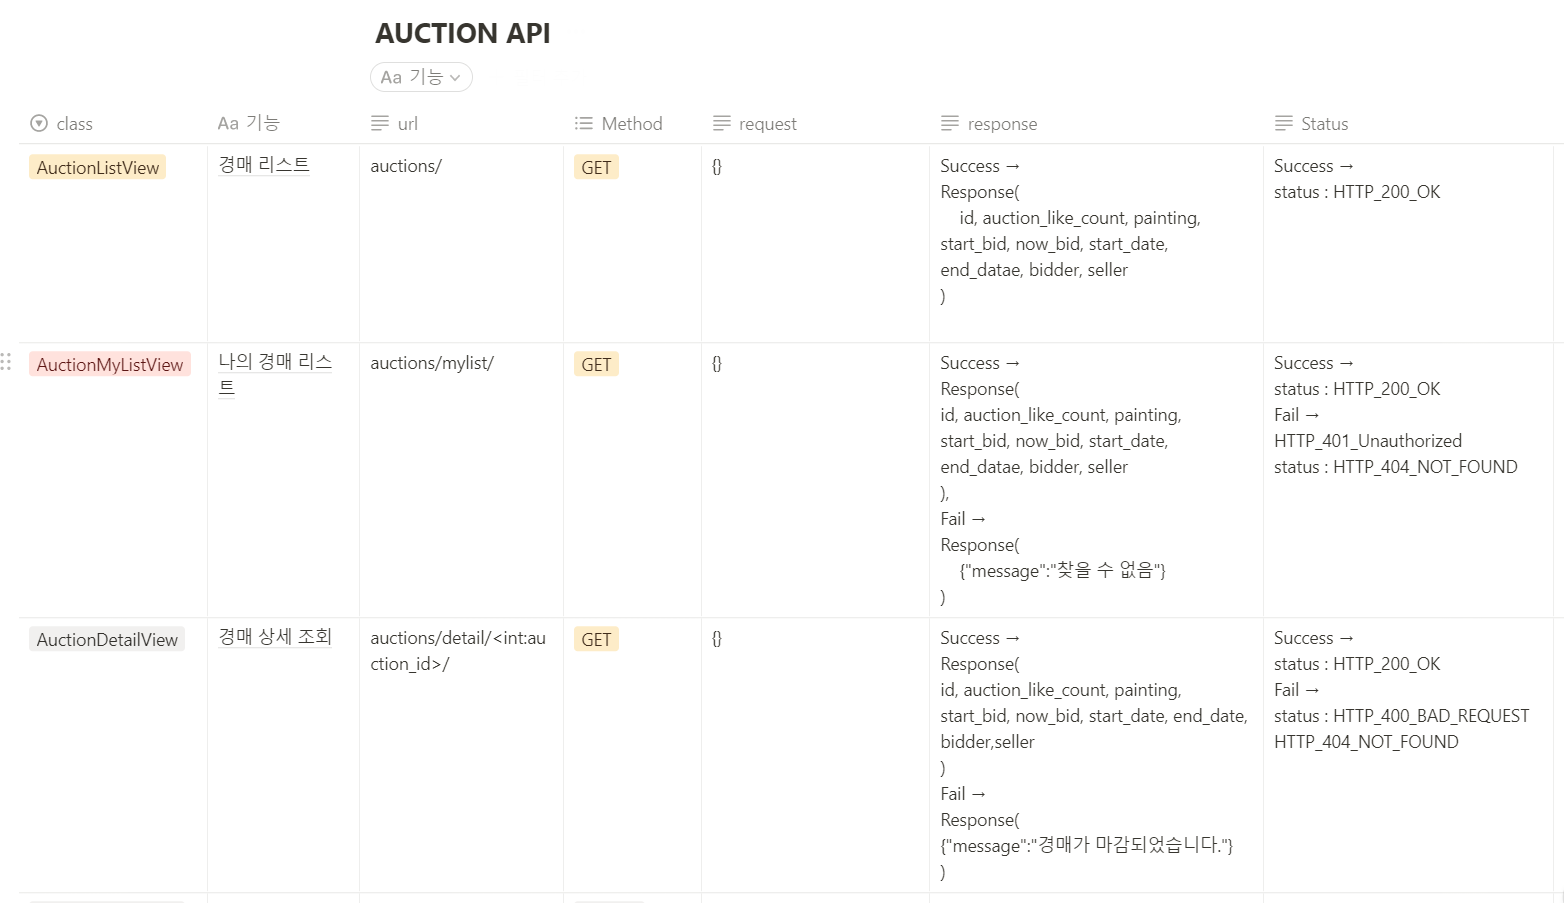 AUCTION API
Aa 기능
class
Aa 기능
url
Method
request
response
Status
AuctionListView
경매 리스트
auctions/
GET
{}
Success →
Response(
id, auction_like_count, painting,
start_bid, now_bid, start_date,
end_datae, bidder, seller
)
Success →
status : HTTP_200_OK
AuctionMyListView
나의 경매 리스
트
auctions/mylist/
GET
{}
Success →
Response(
id, auction_like_count, painting,
start_bid, now_bid, start_date,
end_datae, bidder, seller
),
Fail →
Response(
{"message":"찾을 수 없음"}
)
Success →
status : HTTP_200_OK
Fail →
HTTP_401_Unauthorized
status : HTTP_404_NOT_FOUND
AuctionDetailView
경매 상세 조회
auctions/detail/<int:au
ction_id>/
GET
{}
Success →
Response(
id, auction_like_count, painting,
start_bid, now_bid, start_date, end_date,
bidder,seller
)
Fail →
Response(
{"message":"경매가 마감되었습니다."}
)
Success →
status : HTTP_200_OK
Fail →
status : HTTP_400_BAD_REQUEST
HTTP_404_NOT_FOUND